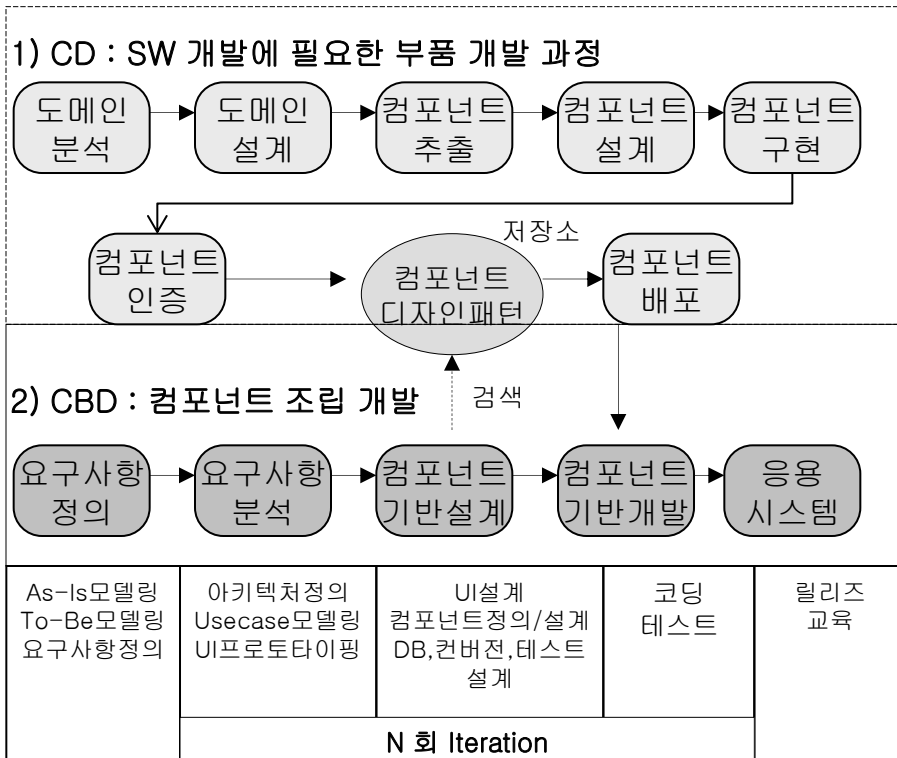 1) CD : SW 개발에 필요한 부품 개발 과정
도메인
분석
도메인
설계
컴포넌트
추출
컴포넌트
설계
컴포넌트
구현
컴포넌트
인증
저장소
컴포넌트
디자인패턴
컴포넌트
배포
2) CBD : 컴포넌트 조립 개발
검색
요구사항
정의
요구사항
분석
컴포넌트
기반설계
컴포넌트
기반개발
응용
시스템
As-Is모델링
To-Be모델링
요구사항정의
아키텍처정의
Usecase모델링
UI프로토타이핑
UI설계
컴포넌트정의/설계
DB,컨버전,테스트
설계
코딩
테스트
릴리즈
교육
N 회 Iteration